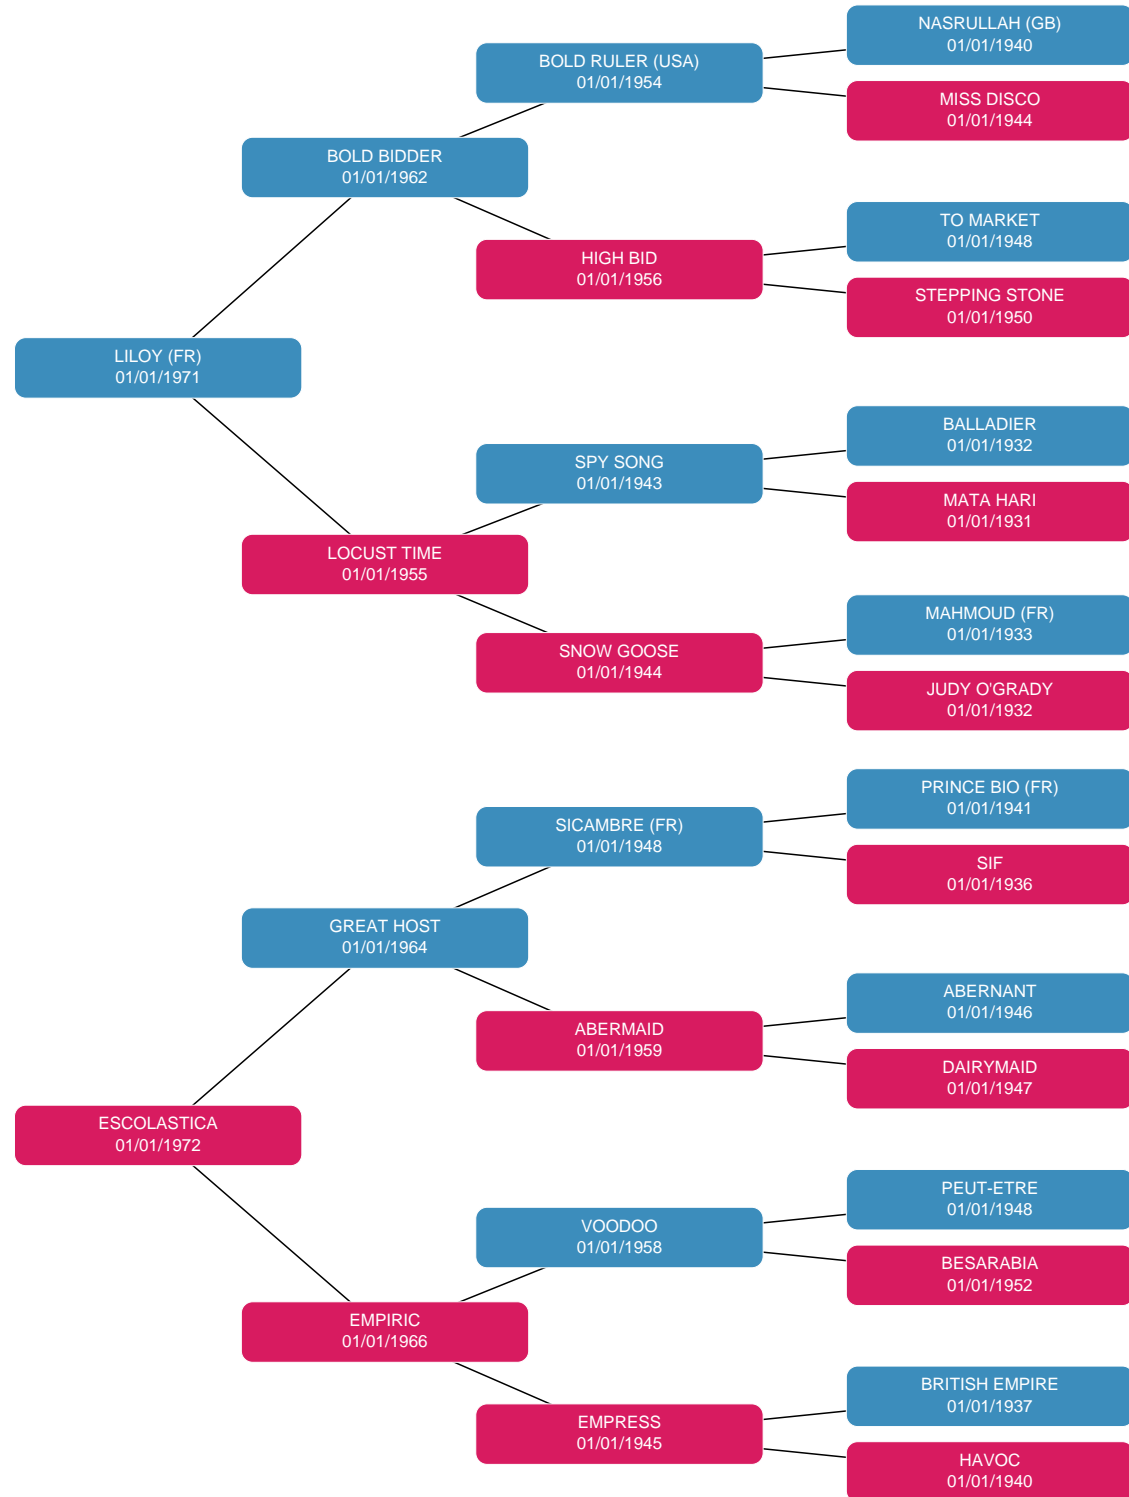 NASRULLAH (GB)
01/01/1940
BOLD RULER (USA)
01/01/1954
MISS DISCO
01/01/1944
BOLD BIDDER
01/01/1962
TO MARKET
01/01/1948
HIGH BID
01/01/1956
STEPPING STONE
01/01/1950
LILOY (FR)
01/01/1971
BALLADIER
01/01/1932
SPY SONG
01/01/1943
MATA HARI
01/01/1931
LOCUST TIME
01/01/1955
MAHMOUD (FR)
01/01/1933
SNOW GOOSE
01/01/1944
JUDY O'GRADY
01/01/1932
PRINCE BIO (FR)
01/01/1941
SICAMBRE (FR)
01/01/1948
SIF
01/01/1936
GREAT HOST
01/01/1964
ABERNANT
01/01/1946
ABERMAID
01/01/1959
DAIRYMAID
01/01/1947
ESCOLASTICA
01/01/1972
PEUT-ETRE
01/01/1948
VOODOO
01/01/1958
BESARABIA
01/01/1952
EMPIRIC
01/01/1966
BRITISH EMPIRE
01/01/1937
EMPRESS
01/01/1945
HAVOC
01/01/1940